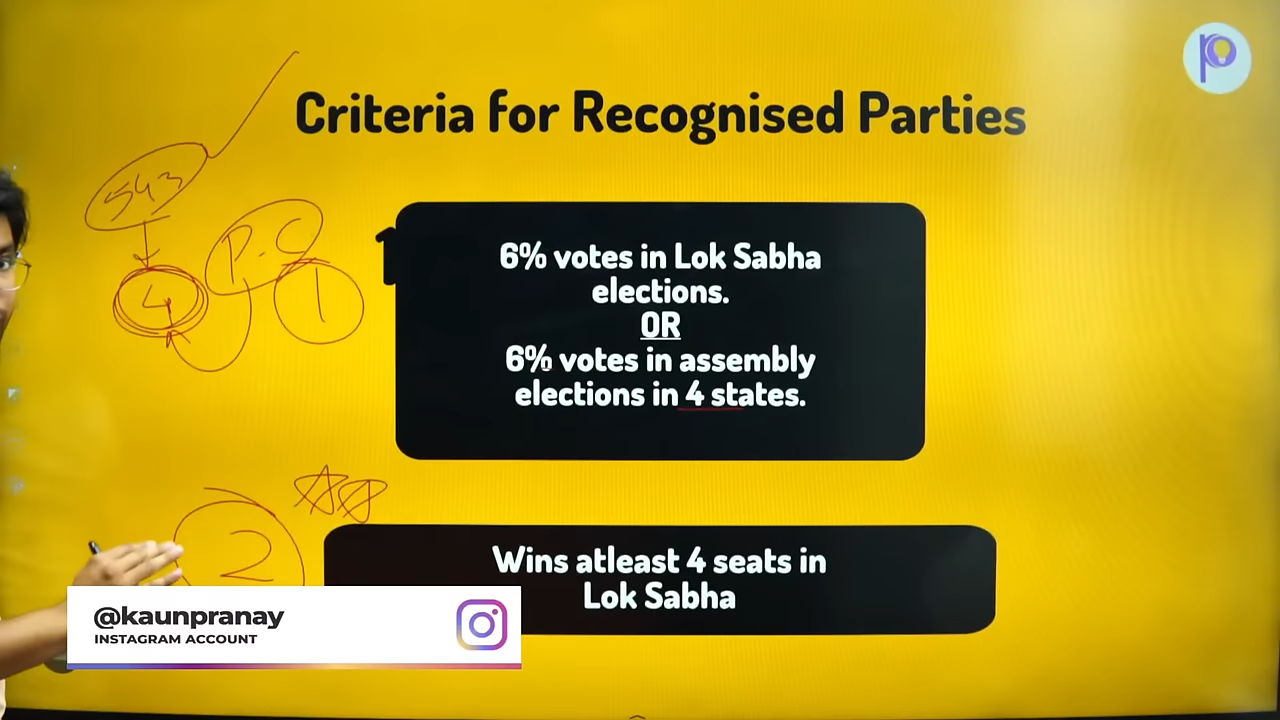 Criteria for Recognised Parties
543
4
P.C
1
1
6% votes in Lok Sabha
elections.
OR
6% votes in assembly
elections in 4 states.
2
Wins atleast 4 seats in
Lok Sabha
@kaunpranay
INSTAGRAM ACCOUNT